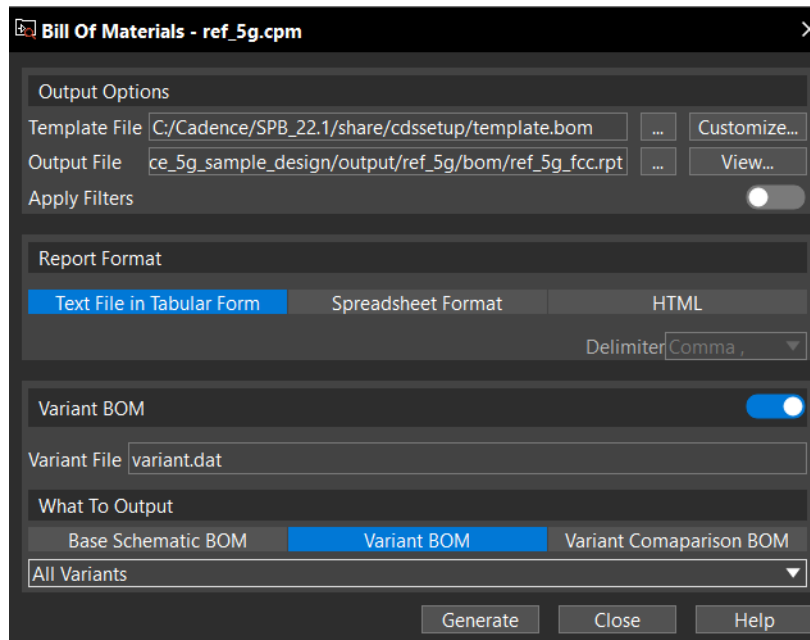 Bill Of Materials - ref_5g.cpm
Output Options
Template File C:/Cadence/SPB_22.1/share/cdssetup/template.bom ... Customize...
Output File ce_5g_sample_design/output/ref_5g/bom/ref_5g_fcc.rpt ... View...
Apply Filters
Report Format
Text File in Tabular Form Spreadsheet Format HTML
Delimiter Comma ,
Variant BOM
Variant File variant.dat
What To Output
Base Schematic BOM Variant BOM Variant Comaparison BOM
All Variants
Generate Close Help